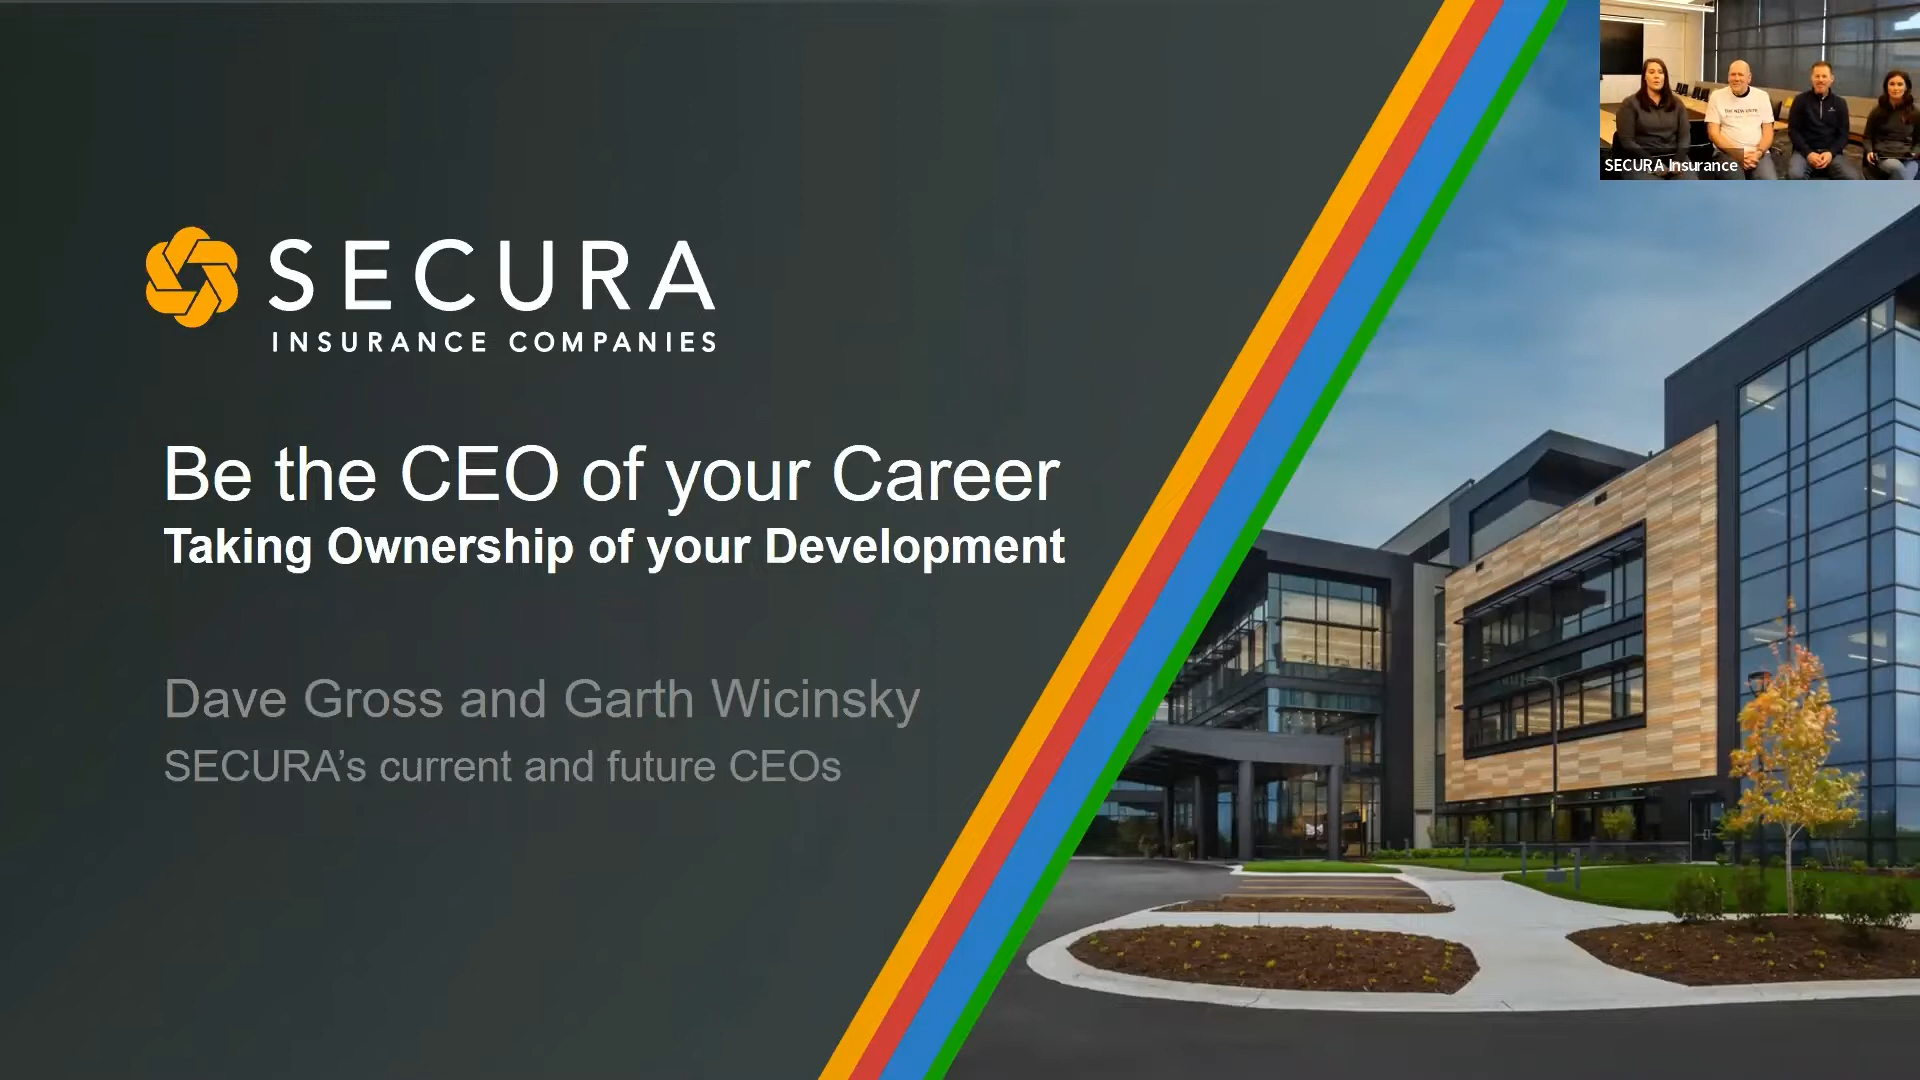 SECURA
INSURANCE COMPANIES
Be the CEO of your Career
Taking Ownership of your Development
Dave Gross and Garth Wicinsky
SECURA’s current and future CEOs
SECURA Insurance